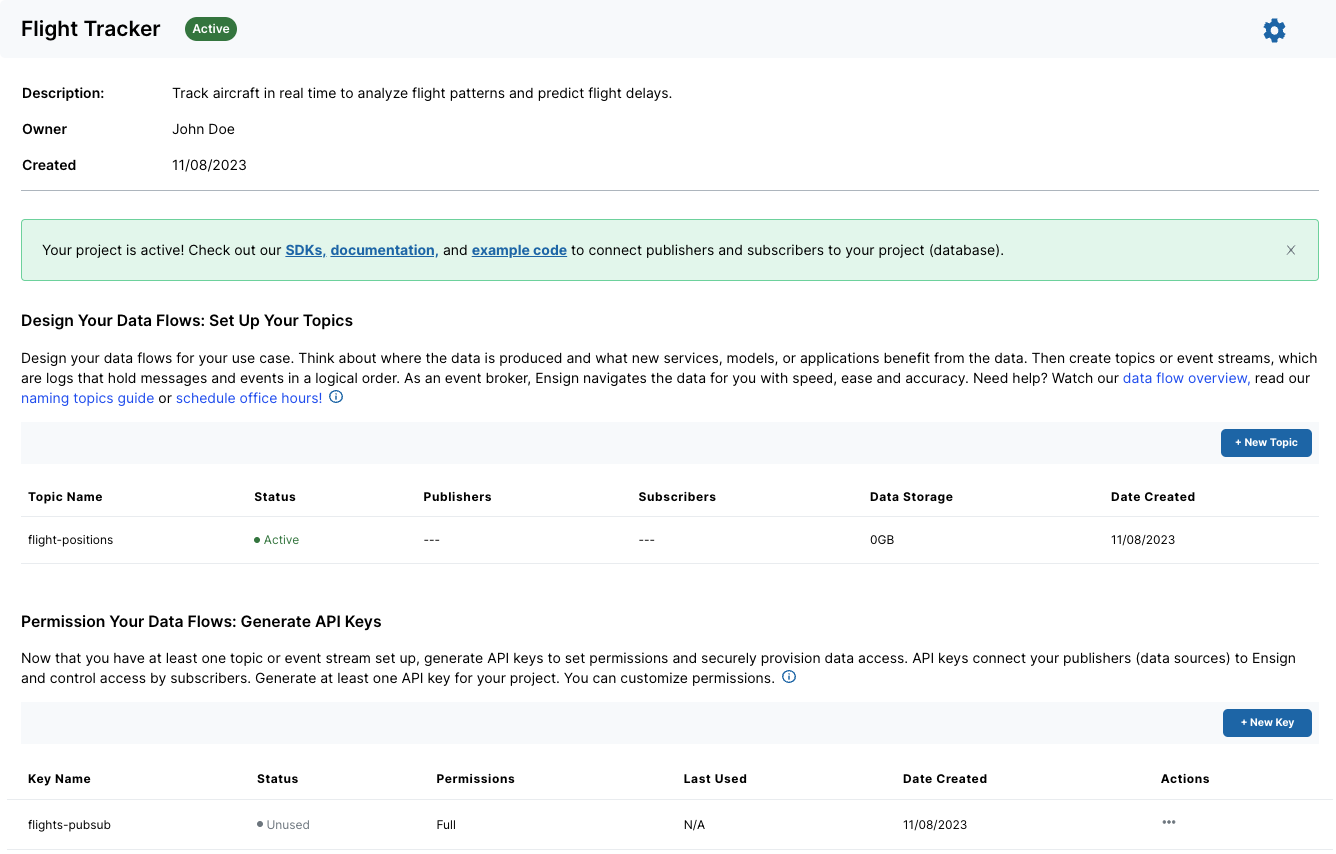 Flight Tracker Active
Description: Track aircraft in real time to analyze flight patterns and predict flight delays.
Owner John Doe
Created 11/08/2023
Your project is active! Check out our SDKs, documentation, and example code to connect publishers and subscribers to your project (database).
Design Your Data Flows: Set Up Your Topics
Design your data flows for your use case. Think about where the data is produced and what new services, models, or applications benefit from the data. Then create topics or event streams, which
are logs that hold messages and events in a logical order. As an event broker, Ensign navigates the data for you with speed, ease and accuracy. Need help? Watch our data flow overview, read our
naming topics guide or schedule office hours!
+ New Topic
Topic Name Status Publishers Subscribers Data Storage Date Created
flight-positions Active --- --- 0GB 11/08/2023
Permission Your Data Flows: Generate API Keys
Now that you have at least one topic or event stream set up, generate API keys to set permissions and securely provision data access. API keys connect your publishers (data sources) to Ensign
and control access by subscribers. Generate at least one API key for your project. You can customize permissions.
+ New Key
Key Name Status Permissions Last Used Date Created Actions
flights-pubsub Unused Full N/A 11/08/2023